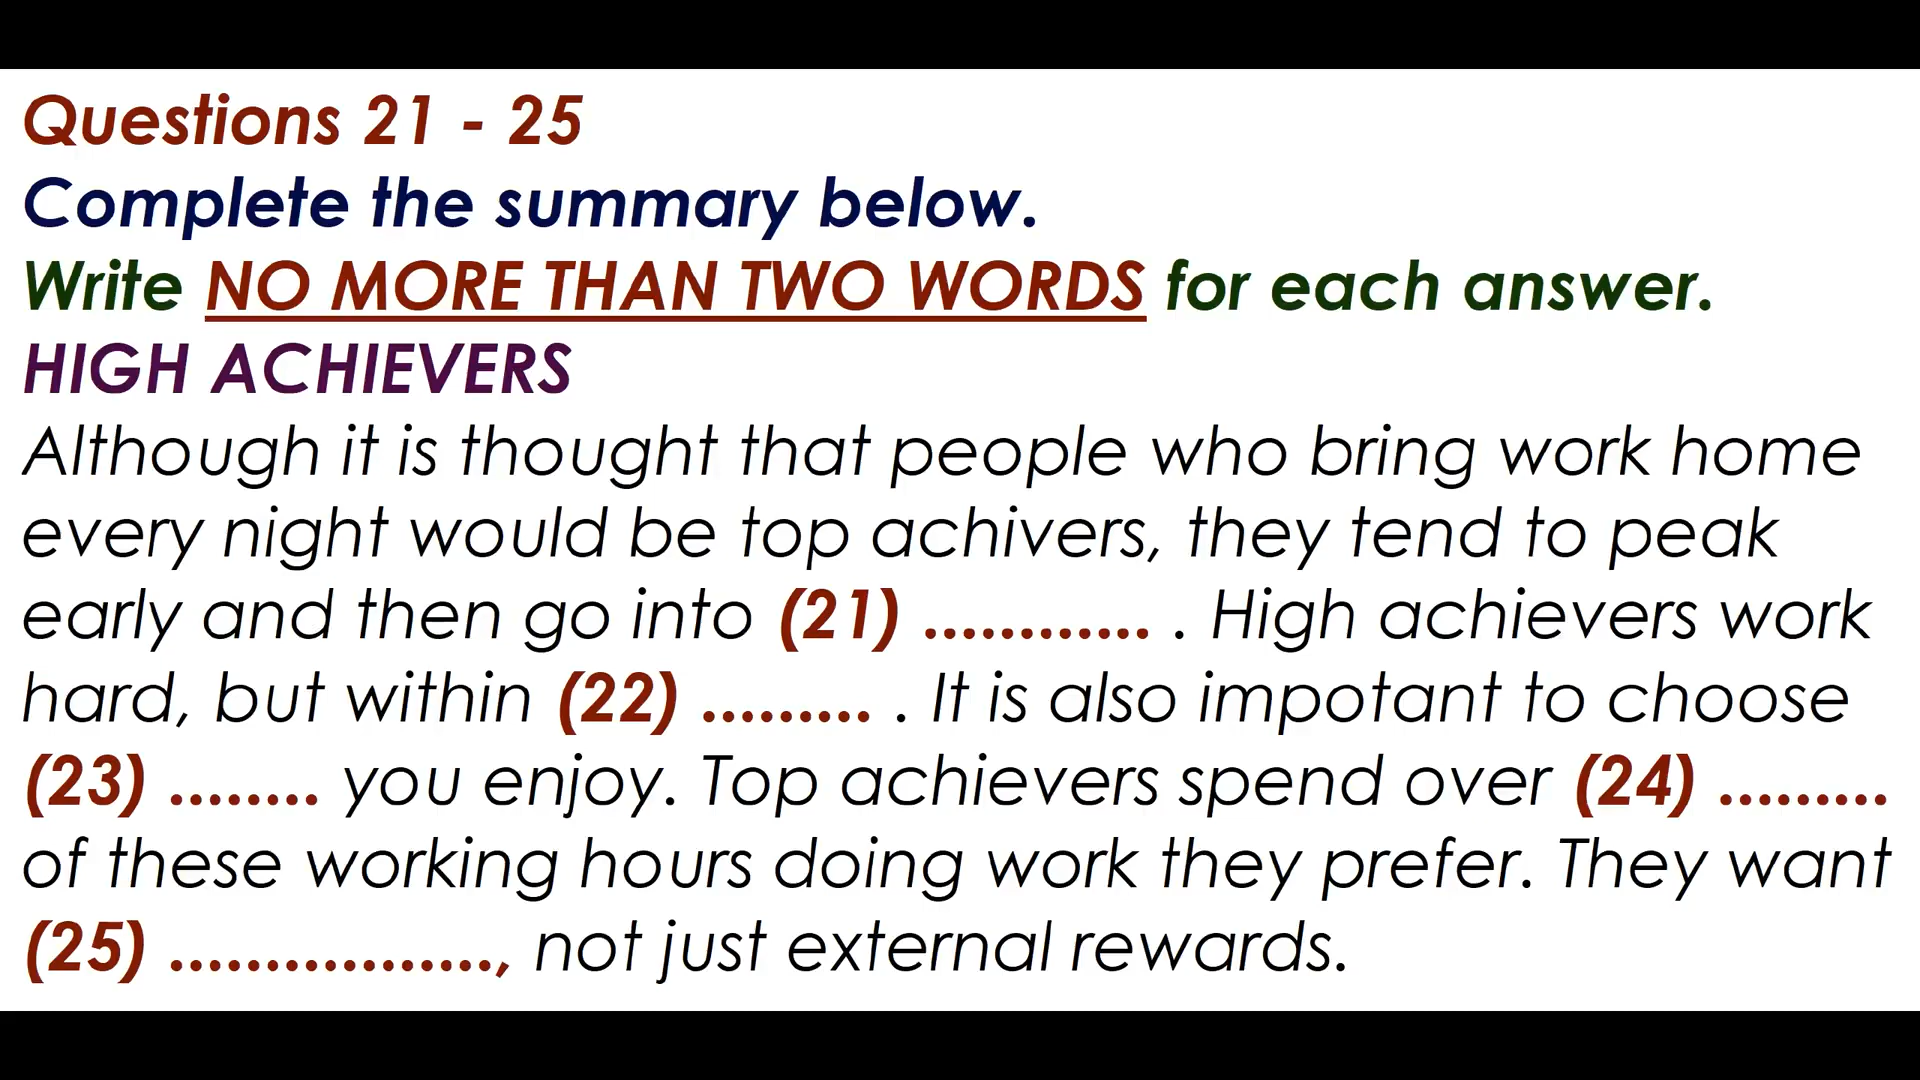 Questions 21 - 25
Complete the summary below.
Write NO MORE THAN TWO WORDS for each answer.
HIGH ACHIEVERS
Although it is thought that people who bring work home
every night would be top achivers, they tend to peak
early and then go into (21) ............ . High achievers work
hard, but within (22) ......... . It is also impotant to choose
(23) ........ you enjoy. Top achievers spend over (24) .........
of these working hours doing work they prefer. They want
(25) ................., not just external rewards.